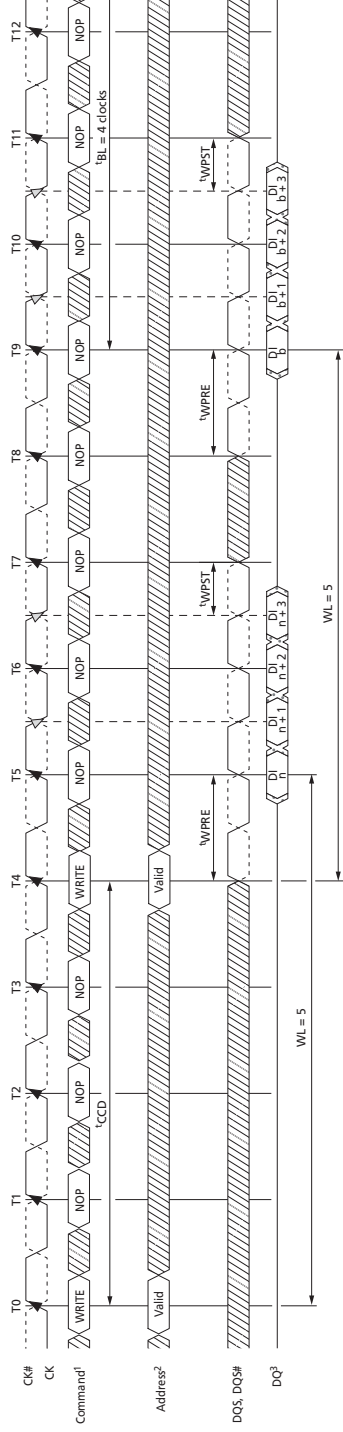 T0 T1 T2 T3 T4 T5 T6 T7 T8 T9 T10 T11 T12
CK#
CK
Command¹ WRITE NOP NOP NOP WRITE NOP NOP NOP NOP NOP NOP NOP NOP
ᵗCCD ᵗBL = 4 clocks
Address² Valid Valid
ᵗWPRE ᵗWPST ᵗWPRE ᵗWPST
DQS, DQS#
DQ³ DI n DI n + 1 DI n + 2 DI n + 3 DI b DI b + 1 DI b + 2 DI b + 3
WL = 5
WL = 5